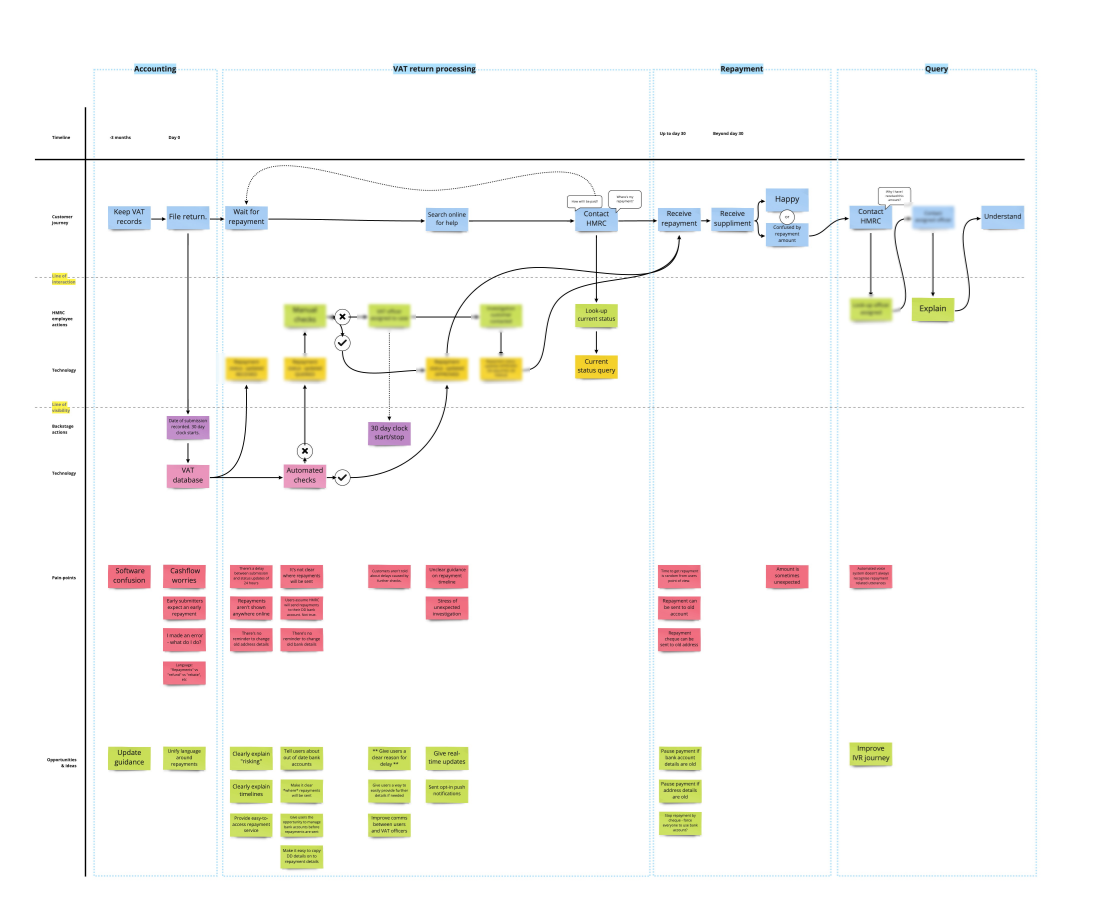 Accounting
VAT return processing
Repayment
Query
Timeline
-3 months
Day 0
Up to day 30
Beyond day 30
Customer
journey
Keep VAT
records
File return.
Wait for
repayment
Search online
for help
How will I be paid?
Where's my
repayment?
Contact
HMRC
Receive
repayment
Receive
suppliment
Happy
or
Confused by
repayment
amount
Why have I
received this
amount?
Contact
HMRC
Understand
Line of
interaction
HMRC
employee
actions
Manual
checks
Look-up
current status
Explain
Technology
Current
status query
Line of
visibility
Backstage
actions
Date of submission
recorded. 30 day
clock starts.
30 day clock
start/stop
Technology
VAT
database
Automated
checks
Pain-points
Software
confusion
Cashflow
worries
There's a delay
between submission
and status updates of
24 hours
It's not clear
where repayments
will be sent
Customers aren't told
about delays caused by
further checks
Unclear guidance
on repayment
timeline
Time to get repayment
is random from users
point of view
Amount is
sometimes
unexpected
Automated voice
system doesn't always
recognise repayment
related debacles
Early submitters
expect an early
repayment
Repayments
aren't shown
anywhere online
Users assume HMRC
will send repayments
to their DD bank
account. Not true.
Stress of
unexpected
investigation
Repayment can
be sent to old
account
I made an error
- what do I do?
There's no
reminder to change
old address details
There's no
reminder to change
old bank details
Repayment
cheque can be
sent to old address
Language:
"Repayments" vs
"refund" vs "rebate",
etc
Opportunities
& Ideas
Update
guidance
Unify language
around
repayments
Clearly explain
"risking"
Tell users about
out of date bank
accounts
** Give users a
clear reason for
delay **
Give real-
time updates
Pause payment if
bank account
details are old
Improve
IVR journey
Clearly explain
timelines
Make it clear
*where* repayments
will be sent
Give users a way to
easily provide further
details if needed
Sent opt-in push
notifications
Pause payment if
address details
are old
Provide easy-to-
access repayment
service
Give users the
opportunity to manage
bank accounts before
repayments are sent
Improve comms
between users
and VAT officers
Stop repayment by
cheque - force
everyone to use bank
account?
Make it easy to copy
DD details on to
repayment details